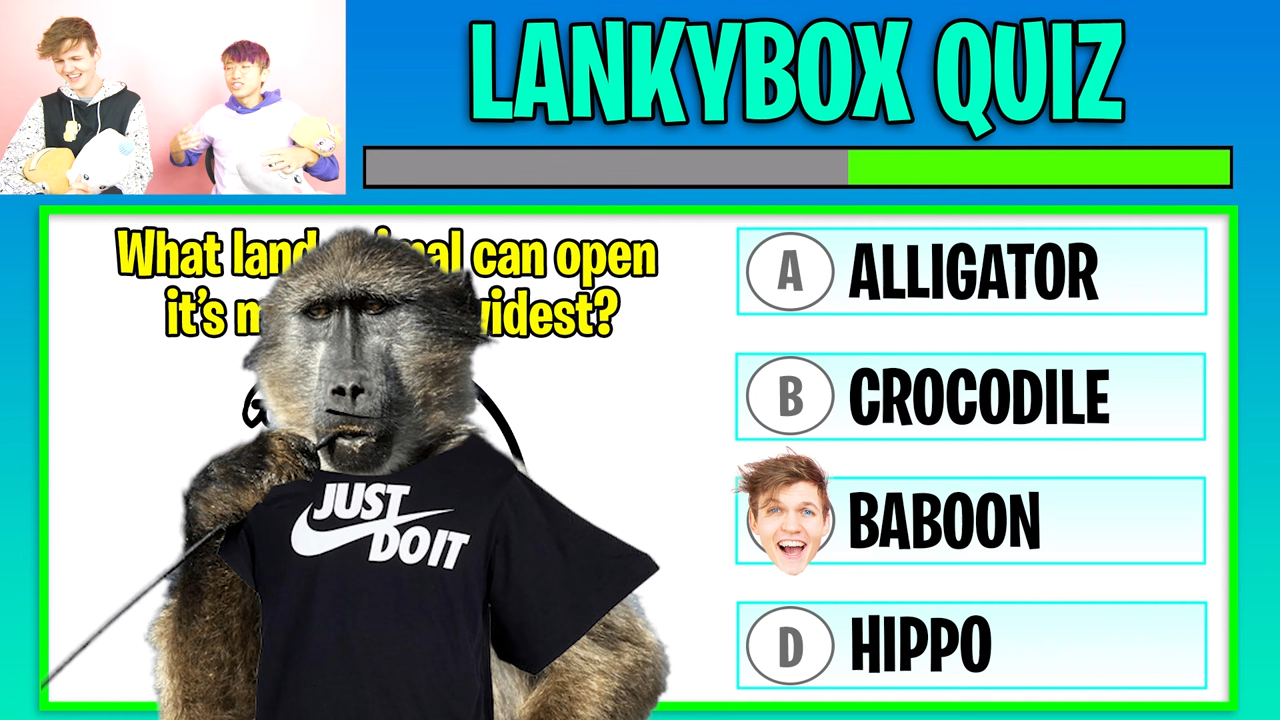 LANKYBOX QUIZ
What land can open
it's widest?
A ALLIGATOR
B CROCODILE
BABOON
D HIPPO
JUST
DO IT